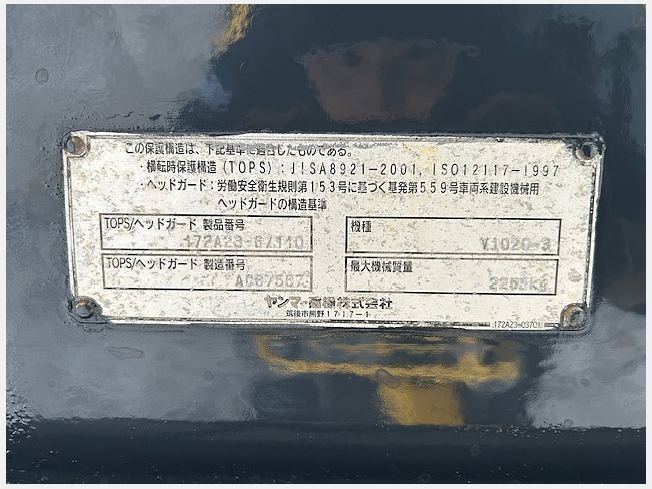 この保護構造は、下記基準に適合したものである。
・横転時保護構造(TOPS):JISA8921-2001, ISO12117-1997
・ヘッドガード:労働安全衛生規則第153号に基づく基発第559号車両系建設機械用
ヘッドガードの構造基準
TOPS/ヘッドガード 製品番号
172A23-67110
機種
ViO20-3
TOPS/ヘッドガード 製造番号
最大機械質量
ヤンマー建機株式会社
筑後市熊野1717-1
172A23-03701